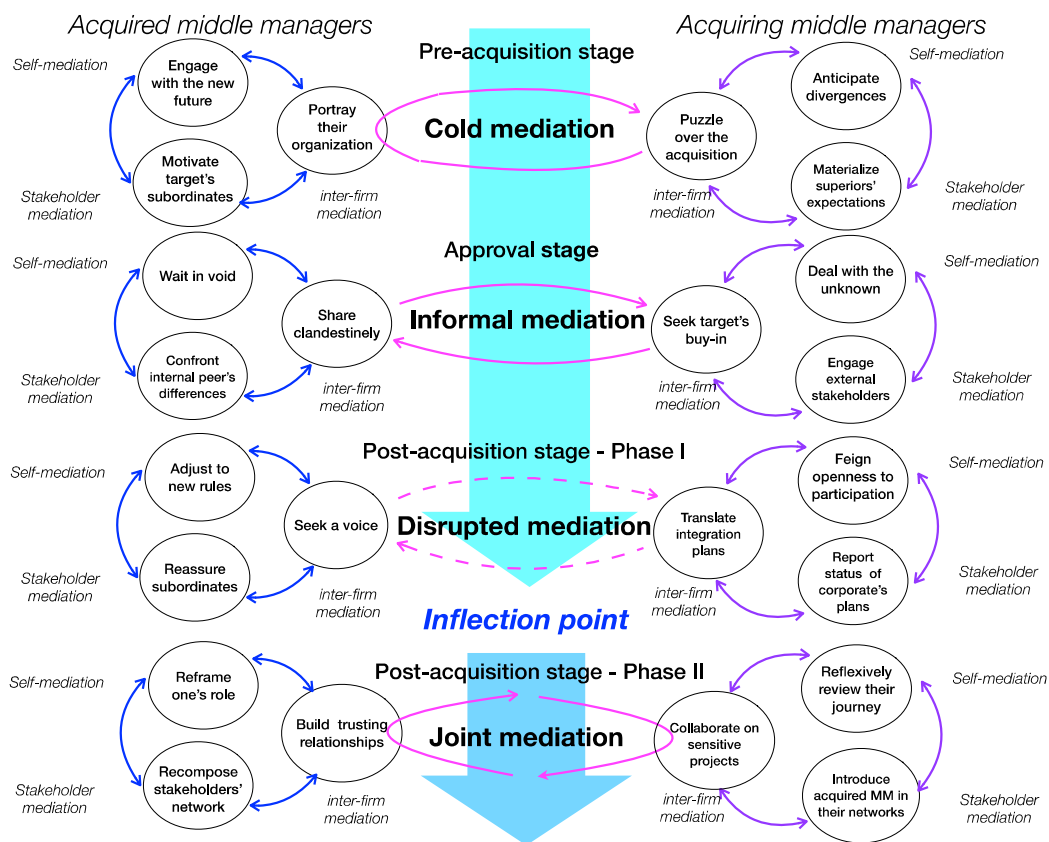 Acquired middle managers
Acquiring middle managers
Pre-acquisition stage
Self-mediation
Engage
with the new
future
Portray
their
organization
Motivate
target's
subordinates
Stakeholder
mediation
inter-firm
mediation
Cold mediation
Puzzle
over the
acquisition
Anticipate
divergences
Self-mediation
Materialize
superiors'
expectations
Stakeholder
mediation
inter-firm
mediation
Approval stage
Self-mediation
Wait in void
Share
clandestinely
Confront
internal peer's
differences
Stakeholder
mediation
inter-firm
mediation
Informal mediation
Seek target's
buy-in
Deal with the
unknown
Self-mediation
Engage
external
stakeholders
Stakeholder
mediation
inter-firm
mediation
Post-acquisition stage - Phase I
Self-mediation
Adjust to
new rules
Seek a voice
Reassure
subordinates
Stakeholder
mediation
inter-firm
mediation
Disrupted mediation
Translate
integration
plans
Feign
openness to
participation
Self-mediation
Report
status of
corporate's
plans
Stakeholder
mediation
inter-firm
mediation
Inflection point
Post-acquisition stage - Phase II
Self-mediation
Reframe
one's role
Build trusting
relationships
Recompose
stakeholders'
network
Stakeholder
mediation
inter-firm
mediation
Joint mediation
Collaborate on
sensitive
projects
Reflexively
review their
journey
Self-mediation
Introduce
acquired MM in
their networks
Stakeholder
mediation
inter-firm
mediation